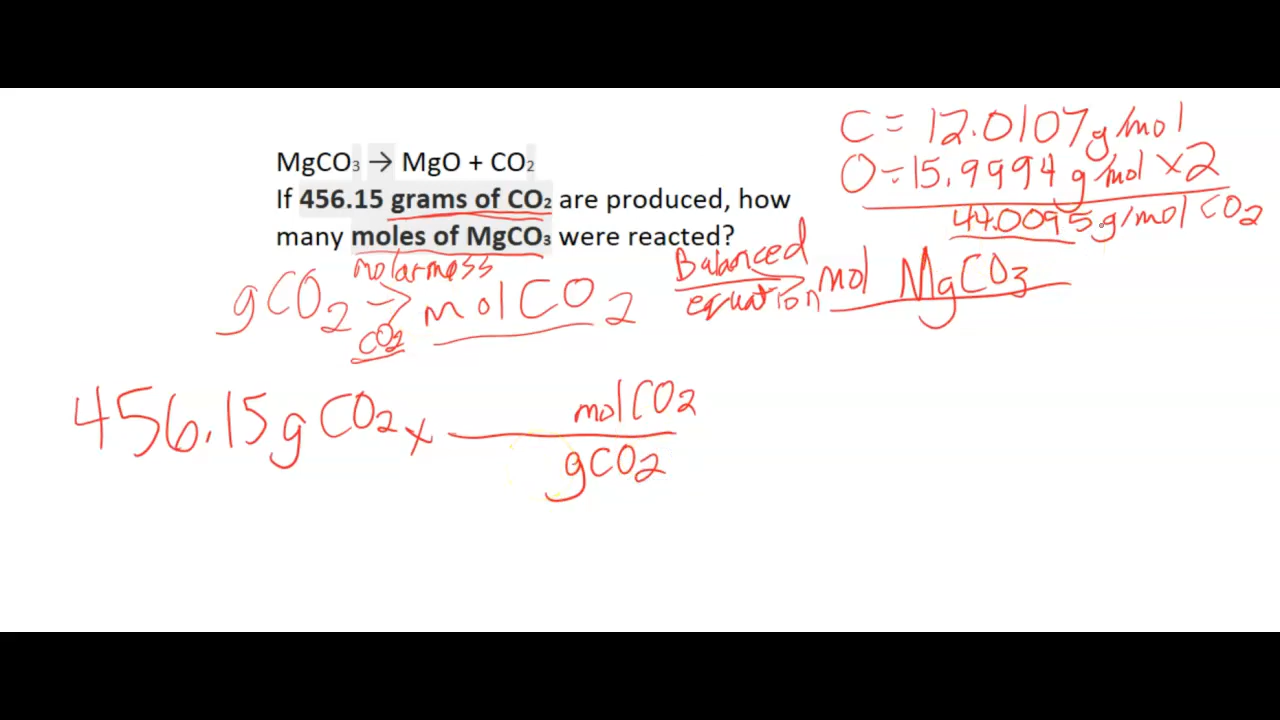 MgCO₃ → MgO + CO₂
If 456.15 grams of CO₂ are produced, how
many moles of MgCO₃ were reacted?
C = 12.0107 g/mol
O = 15.9994 g/mol x 2
44.0095 g/mol CO₂
molar mass
g CO₂ → mol CO₂
CO₂
Balanced
equation
mol MgCO₃
456.15 g CO₂ x
mol CO₂
g CO₂